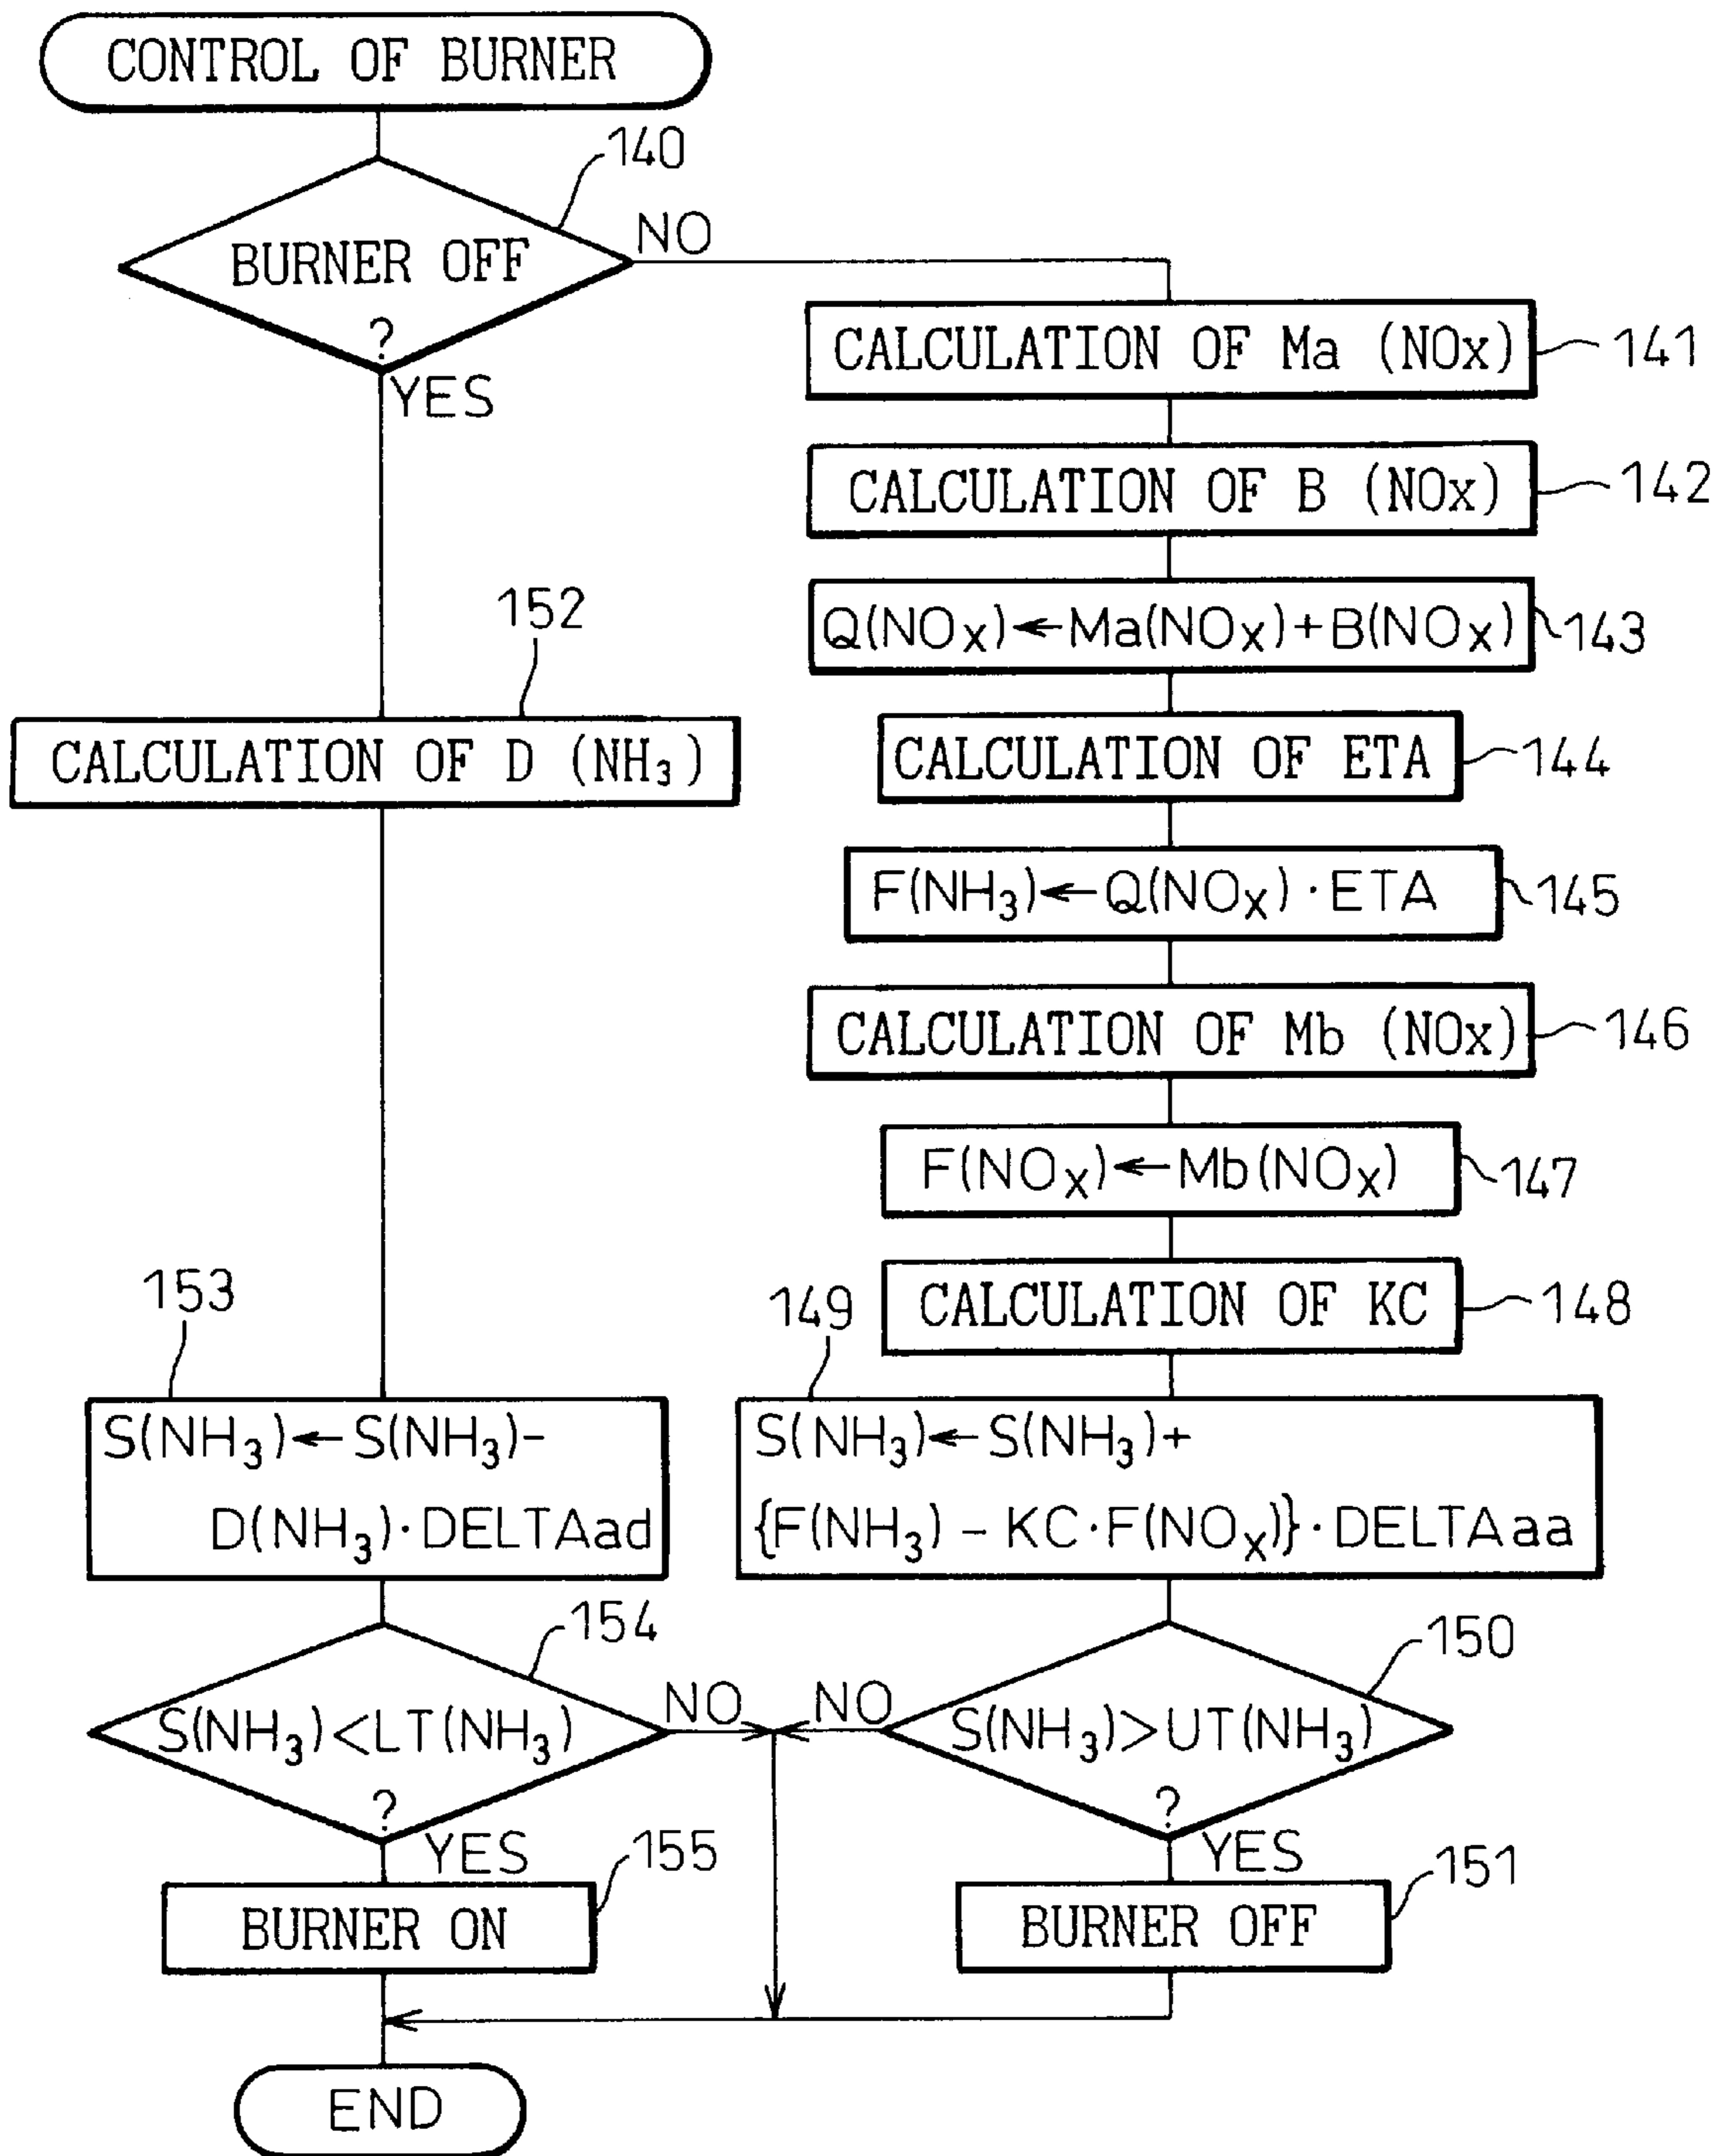 CONTROL OF BURNER
140
BURNER OFF
?
NO
YES
CALCULATION OF Ma (NOx)
141
CALCULATION OF B (NOx)
142
Q(NOx)←Ma(NOx)+B(NOx)
143
CALCULATION OF ETA
144
F(NH₃)←Q(NOx)·ETA
145
CALCULATION OF Mb (NOx)
146
F(NOx)←Mb(NOx)
147
CALCULATION OF KC
148
149
S(NH₃)←S(NH₃)+
{F(NH₃) - KC·F(NOx)}·DELTAaa
150
S(NH₃)>UT(NH₃)
?
NO
YES
151
BURNER OFF
152
CALCULATION OF D (NH₃)
153
S(NH₃)←S(NH₃)-
D(NH₃)·DELTAad
154
S(NH₃)<LT(NH₃)
?
NO
YES
155
BURNER ON
END